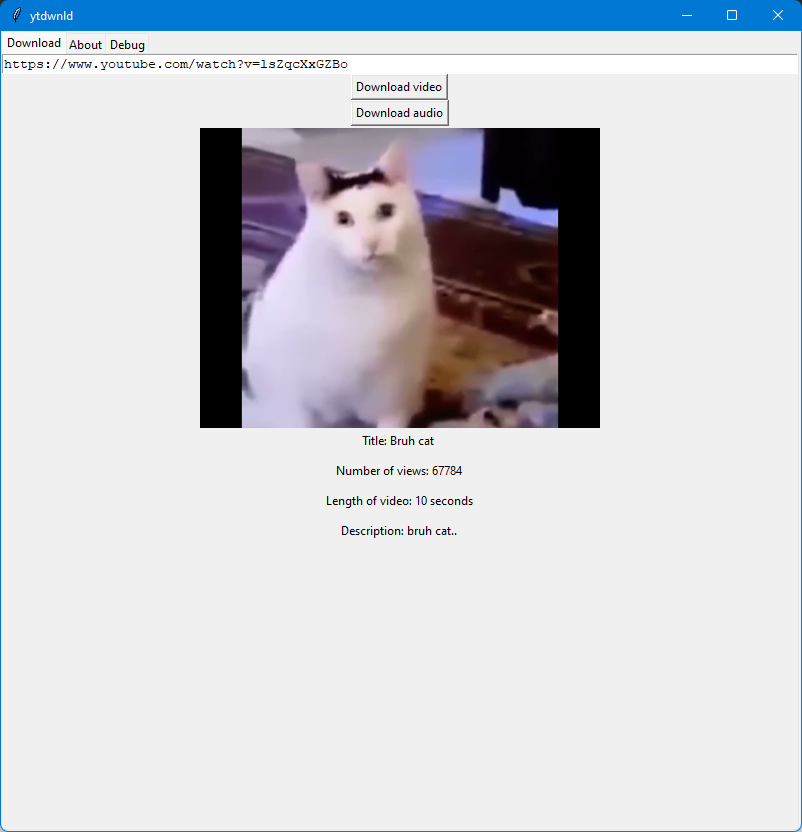 ytdwnld
Download About Debug
https://www.youtube.com/watch?v=lsZqcXxGZBo
Download video
Download audio
Title: Bruh cat
Number of views: 67784
Length of video: 10 seconds
Description: bruh cat..